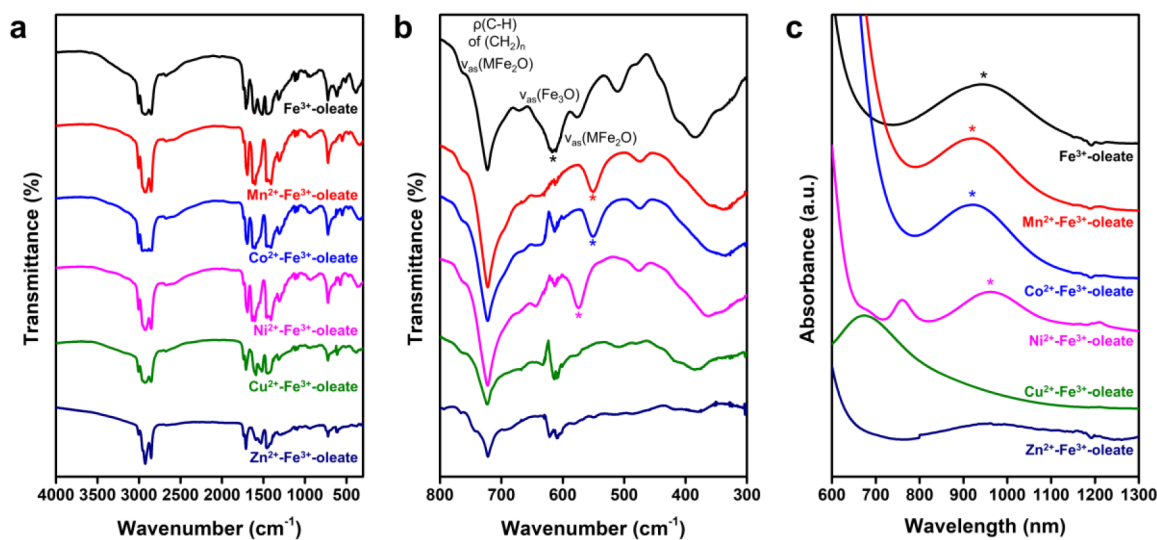 a
Transmittance (%)
Fe³⁺-oleate
Mn²⁺-Fe³⁺-oleate
Co²⁺-Fe³⁺-oleate
Ni²⁺-Fe³⁺-oleate
Cu²⁺-Fe³⁺-oleate
Zn²⁺-Fe³⁺-oleate
4000 3500 3000 2500 2000 1500 1000 500
Wavenumber (cm⁻¹)
b
Transmittance (%)
ρ(C-H)
of (CH₂)ₙ
νₐₛ(MFe₂O)
νₐₛ(Fe₃O)
νₐₛ(MFe₂O)
*
*
*
*
800 700 600 500 400 300
Wavenumber (cm⁻¹)
c
Absorbance (a.u.)
*
Fe³⁺-oleate
*
Mn²⁺-Fe³⁺-oleate
*
Co²⁺-Fe³⁺-oleate
*
Ni²⁺-Fe³⁺-oleate
Cu²⁺-Fe³⁺-oleate
Zn²⁺-Fe³⁺-oleate
600 700 800 900 1000 1100 1200 1300
Wavelength (nm)